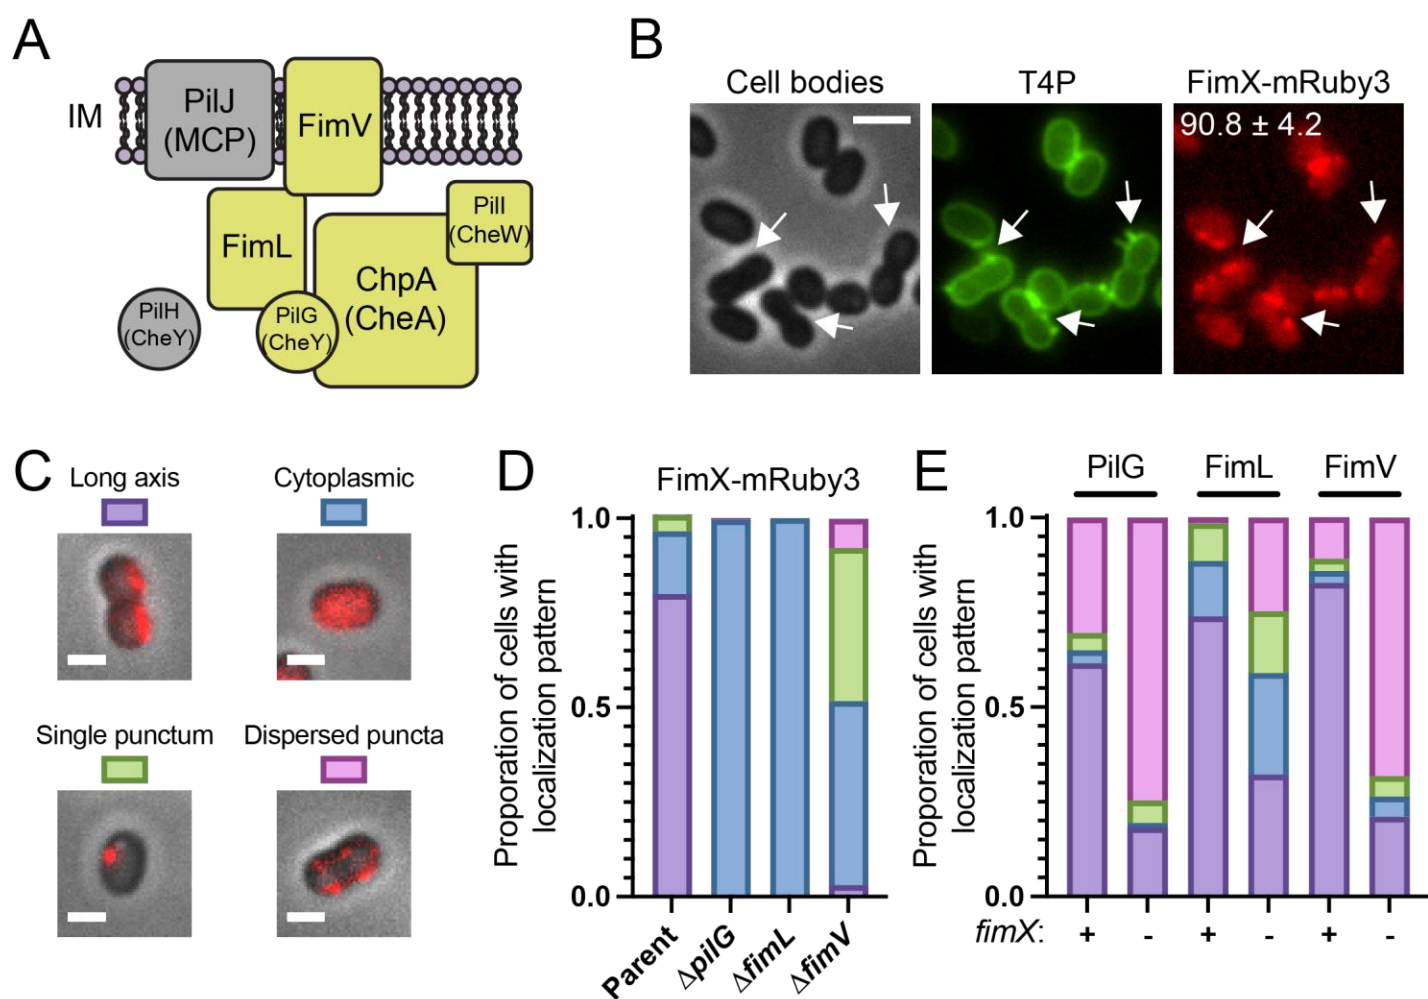 A
IM
PilJ
(MCP)
FimV
FimL
PilI
(CheW)
ChpA
(CheA)
PilH
(CheY)
PilG
(CheY)
B
Cell bodies
T4P
FimX-mRuby3
90.8 ± 4.2
C
Long axis
Cytoplasmic
Single punctum
Dispersed puncta
D
FimX-mRuby3
Proporation of cells with
localization pattern
1.0
0.5
0.0
Parent
ΔpilG
ΔfimL
ΔfimV
E
PilG
FimL
FimV
Proporation of cells with
localization pattern
1.0
0.5
0.0
fimX: + - + - + -